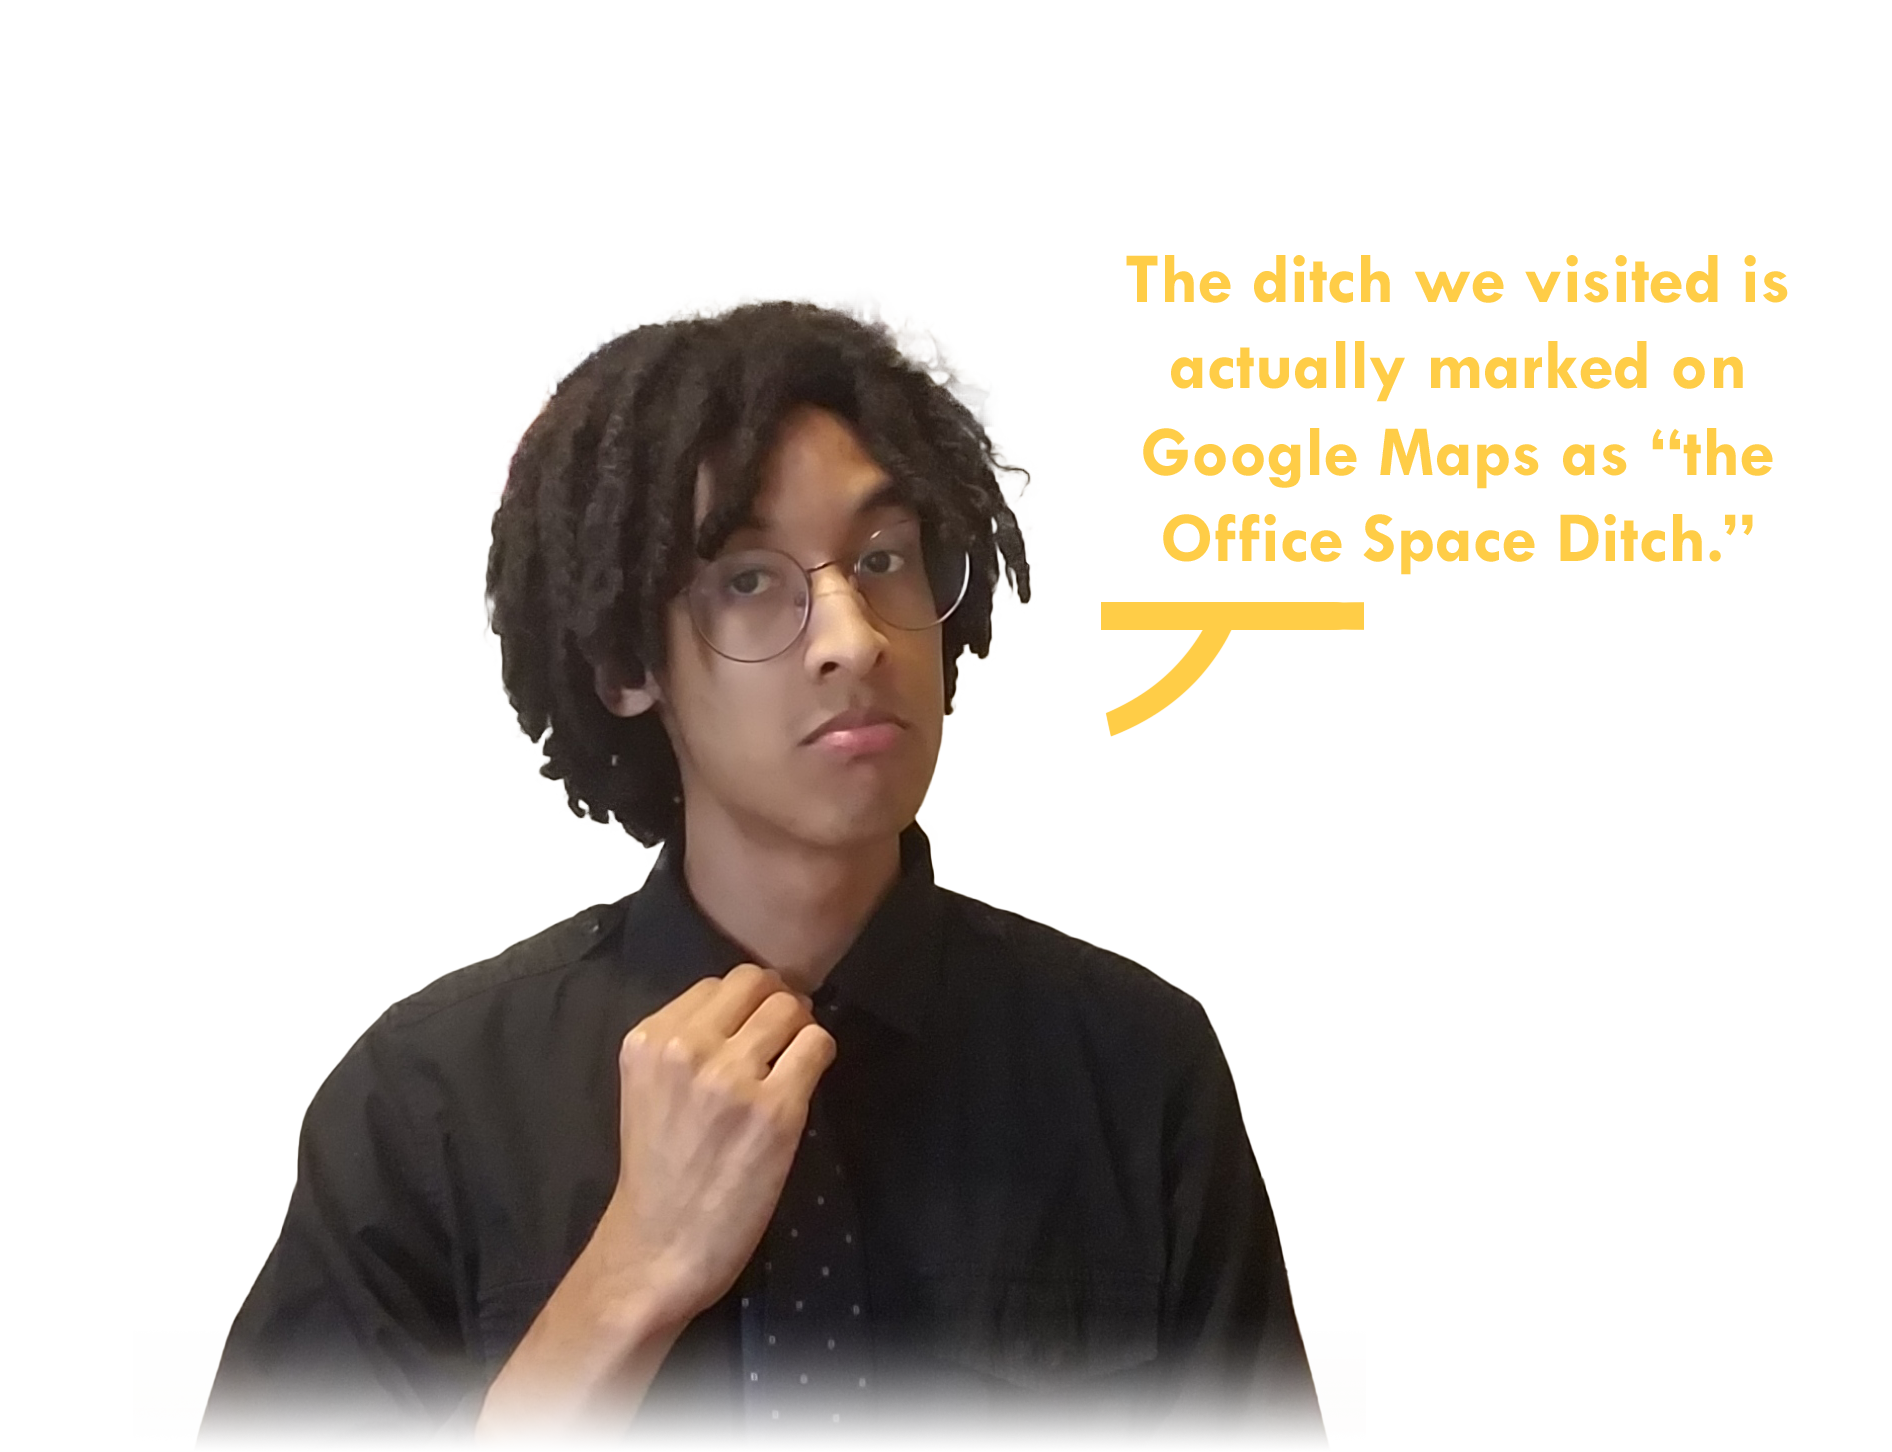 The ditch we visited is
actually marked on
Google Maps as “the
Office Space Ditch.”